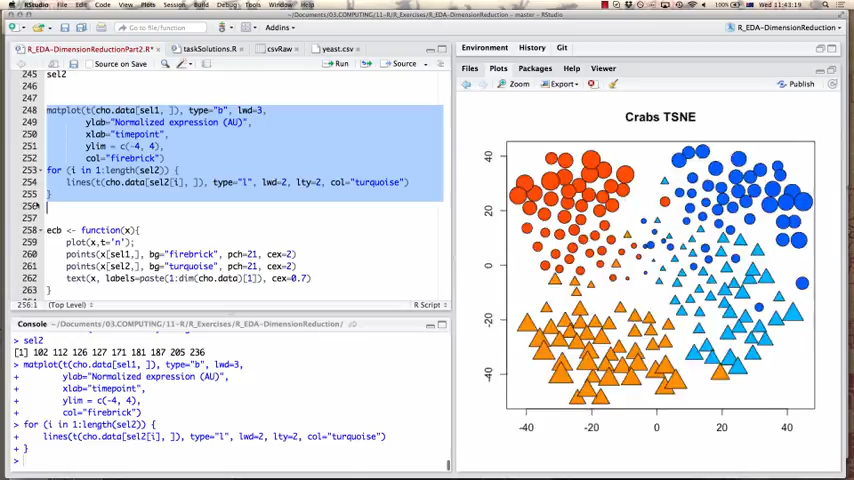 RStudio File Edit Code View Plots Session Build Debug Tools Window Help
100%
11:43:19
~/Documents/03.COMPUTING/11-R/R_Exercises/R_EDA-DimensionReduction - master - RStudio
Go to file/function
Addins
R_EDA-DimensionReduction
R_EDA-DimensionReductionPart2.R*
taskSolutions.R
csvRaw
yeast.csv
Source on Save
Run
Source
245 sel2
246
247
248 matplot(t(cho.data[sel1, ]), type="b", lwd=3,
249 ylab="Normalized expression (AU)",
250 xlab="timepoint",
251 ylim = c(-4, 4),
252 col="firebrick")
253 for (i in 1:length(sel2)) {
254 lines(t(cho.data[sel2[i], ]), type="l", lwd=2, lty=2, col="turquoise")
255 }
256
257
258 ecb <- function(x){
259 plot(x,t='n');
260 points(x[sel1,], bg="firebrick", pch=21, cex=2)
261 points(x[sel2,], bg="turquoise", pch=21, cex=2)
262 text(x, labels=paste(1:dim(cho.data)[1]), cex=0.7)
263 }
256:1 (Top Level)
R Script
Console ~/Documents/03.COMPUTING/11-R/R_Exercises/R_EDA-DimensionReduction/
> sel2
[1] 102 112 126 127 171 181 187 205 236
> matplot(t(cho.data[sel1, ]), type="b", lwd=3,
+ ylab="Normalized expression (AU)",
+ xlab="timepoint",
+ ylim = c(-4, 4),
+ col="firebrick")
> for (i in 1:length(sel2)) {
+ lines(t(cho.data[sel2[i], ]), type="l", lwd=2, lty=2, col="turquoise")
+ }
>
Environment History Git
Files Plots Packages Help Viewer
Zoom Export Publish
Crabs TSNE
40
20
0
-20
-40
-40 -20 0 20 40